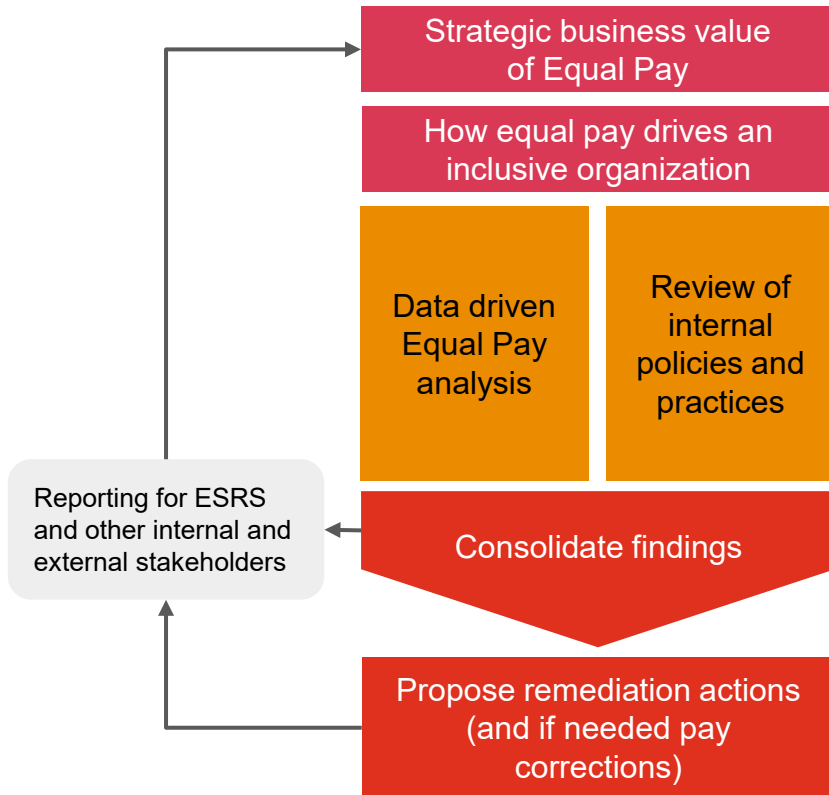 Strategic business value
of Equal Pay
How equal pay drives an
inclusive organization
Data driven
Equal Pay
analysis
Review of
internal
policies and
practices
Reporting for ESRS
and other internal and
external stakeholders
Consolidate findings
Propose remediation actions
(and if needed pay
corrections)